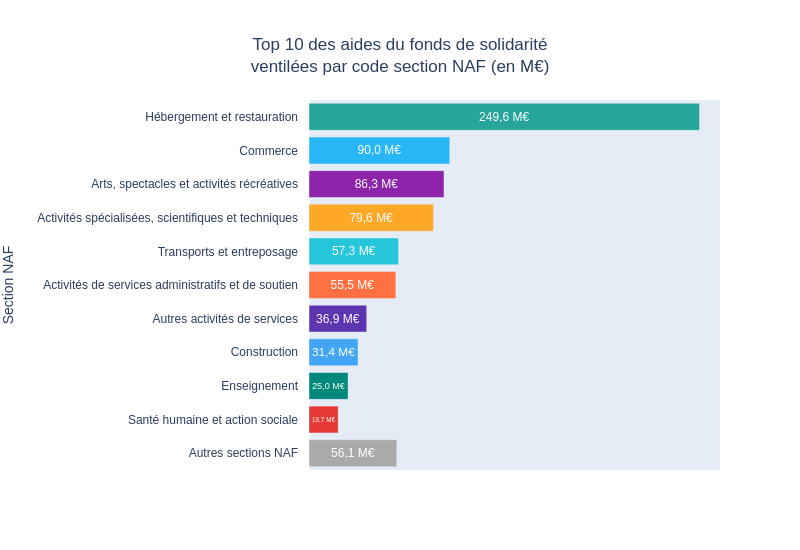 Top 10 des aides du fonds de solidarité
ventilées par code section NAF (en M€)
Section NAF
Hébergement et restauration 249,6 M€
Commerce 90,0 M€
Arts, spectacles et activités récréatives 86,3 M€
Activités spécialisées, scientifiques et techniques 79,6 M€
Transports et entreposage 57,3 M€
Activités de services administratifs et de soutien 55,5 M€
Autres activités de services 36,9 M€
Construction 31,4 M€
Enseignement 25,0 M€
Santé humaine et action sociale 18,7 M€
Autres sections NAF 56,1 M€